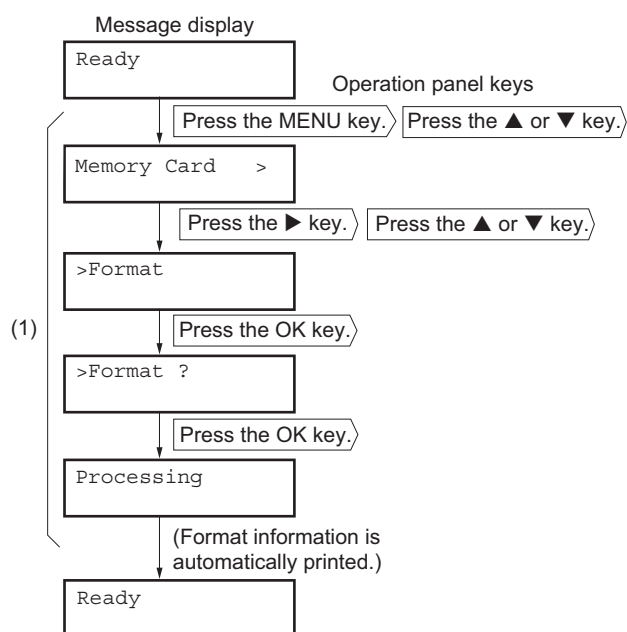 Message display
Ready
Operation panel keys
Press the MENU key. Press the ▲ or ▼ key.
Memory Card >
Press the ▶ key. Press the ▲ or ▼ key.
>Format
Press the OK key.
(1)
>Format ?
Press the OK key.
Processing
(Format information is
automatically printed.)
Ready